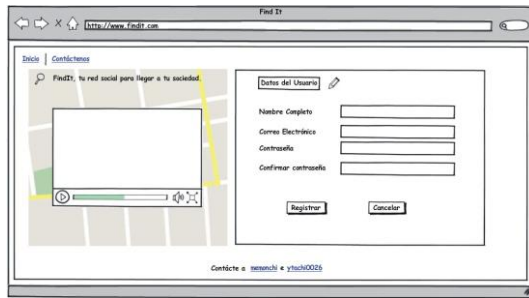 Find It
http://www.findit.com
Inicio | Contáctenos
FindIt, tu red social para llegar a tu sociedad.
Datos del Usuario
Nombre Completo
Correo Electrónico
Contraseña
Confirmar contraseña
Registrar Cancelar
Contácte a memonchi e ytachi0026